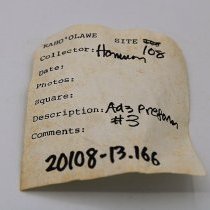 KAHO'OLAWE SITE 108
Collector: Hommon
Date:
Photos:
Square:
Description: Adz Preform
#3
Comments:
20108-13.166